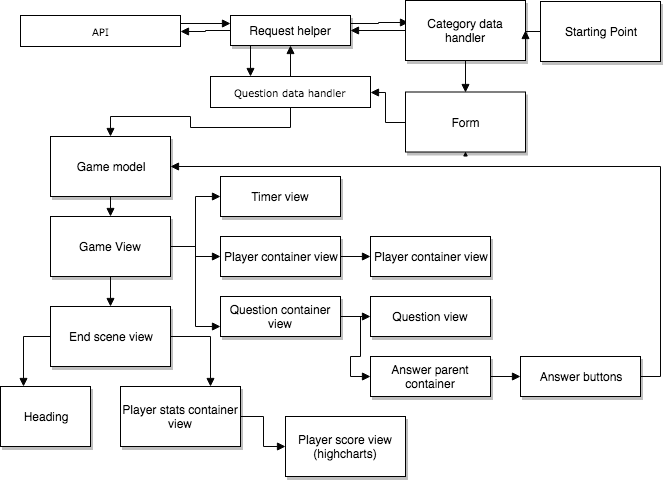 API
Request helper
Category data
handler
Starting Point
Question data handler
Form
Game model
Timer view
Game View
Player container view
Player container view
Question container
view
Question view
End scene view
Answer parent
container
Answer buttons
Heading
Player stats container
view
Player score view
(highcharts)